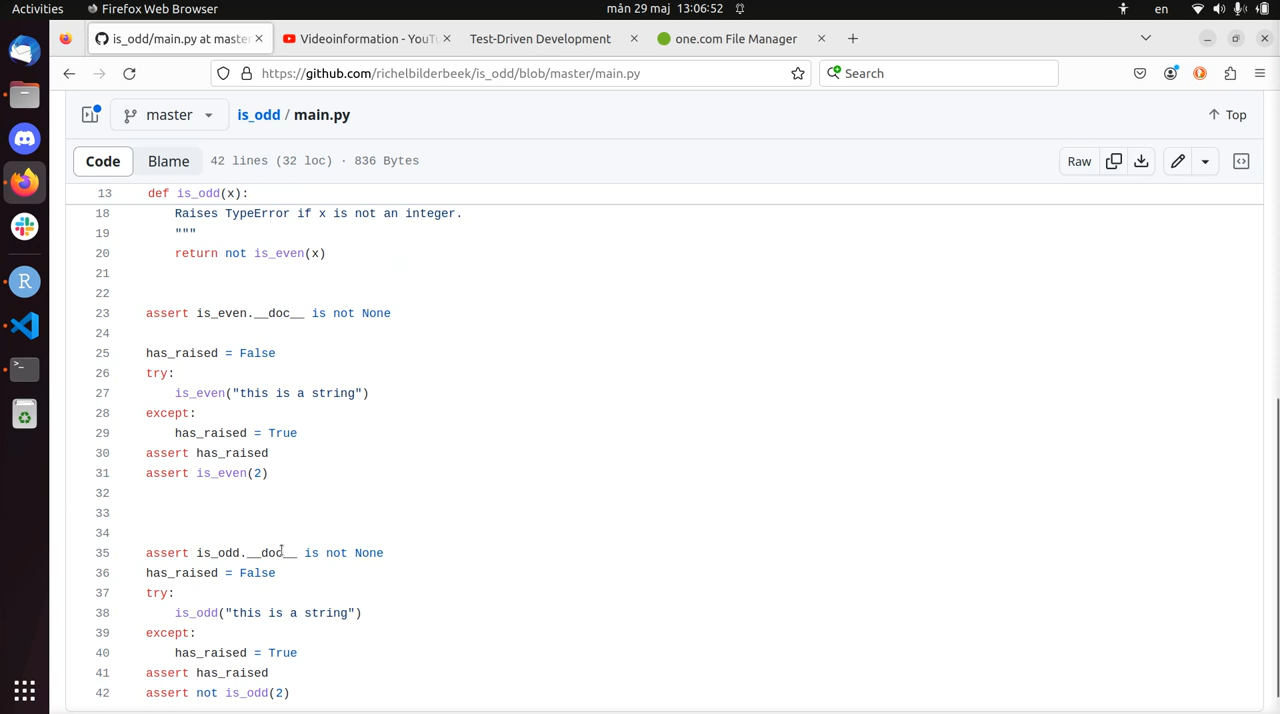 Activities Firefox Web Browser mån 29 maj 13:06:52 en
is_odd/main.py at maste Videoinformation - YouTu Test-Driven Development one.com File Manager
https://github.com/richelbilderbeek/is_odd/blob/master/main.py Search
master is_odd / main.py Top
Code Blame 42 lines (32 loc) · 836 Bytes Raw
13 def is_odd(x):
18 Raises TypeError if x is not an integer.
19 """
20 return not is_even(x)
21
22
23 assert is_even.__doc__ is not None
24
25 has_raised = False
26 try:
27 is_even("this is a string")
28 except:
29 has_raised = True
30 assert has_raised
31 assert is_even(2)
32
33
34
35 assert is_odd.__doc__ is not None
36 has_raised = False
37 try:
38 is_odd("this is a string")
39 except:
40 has_raised = True
41 assert has_raised
42 assert not is_odd(2)